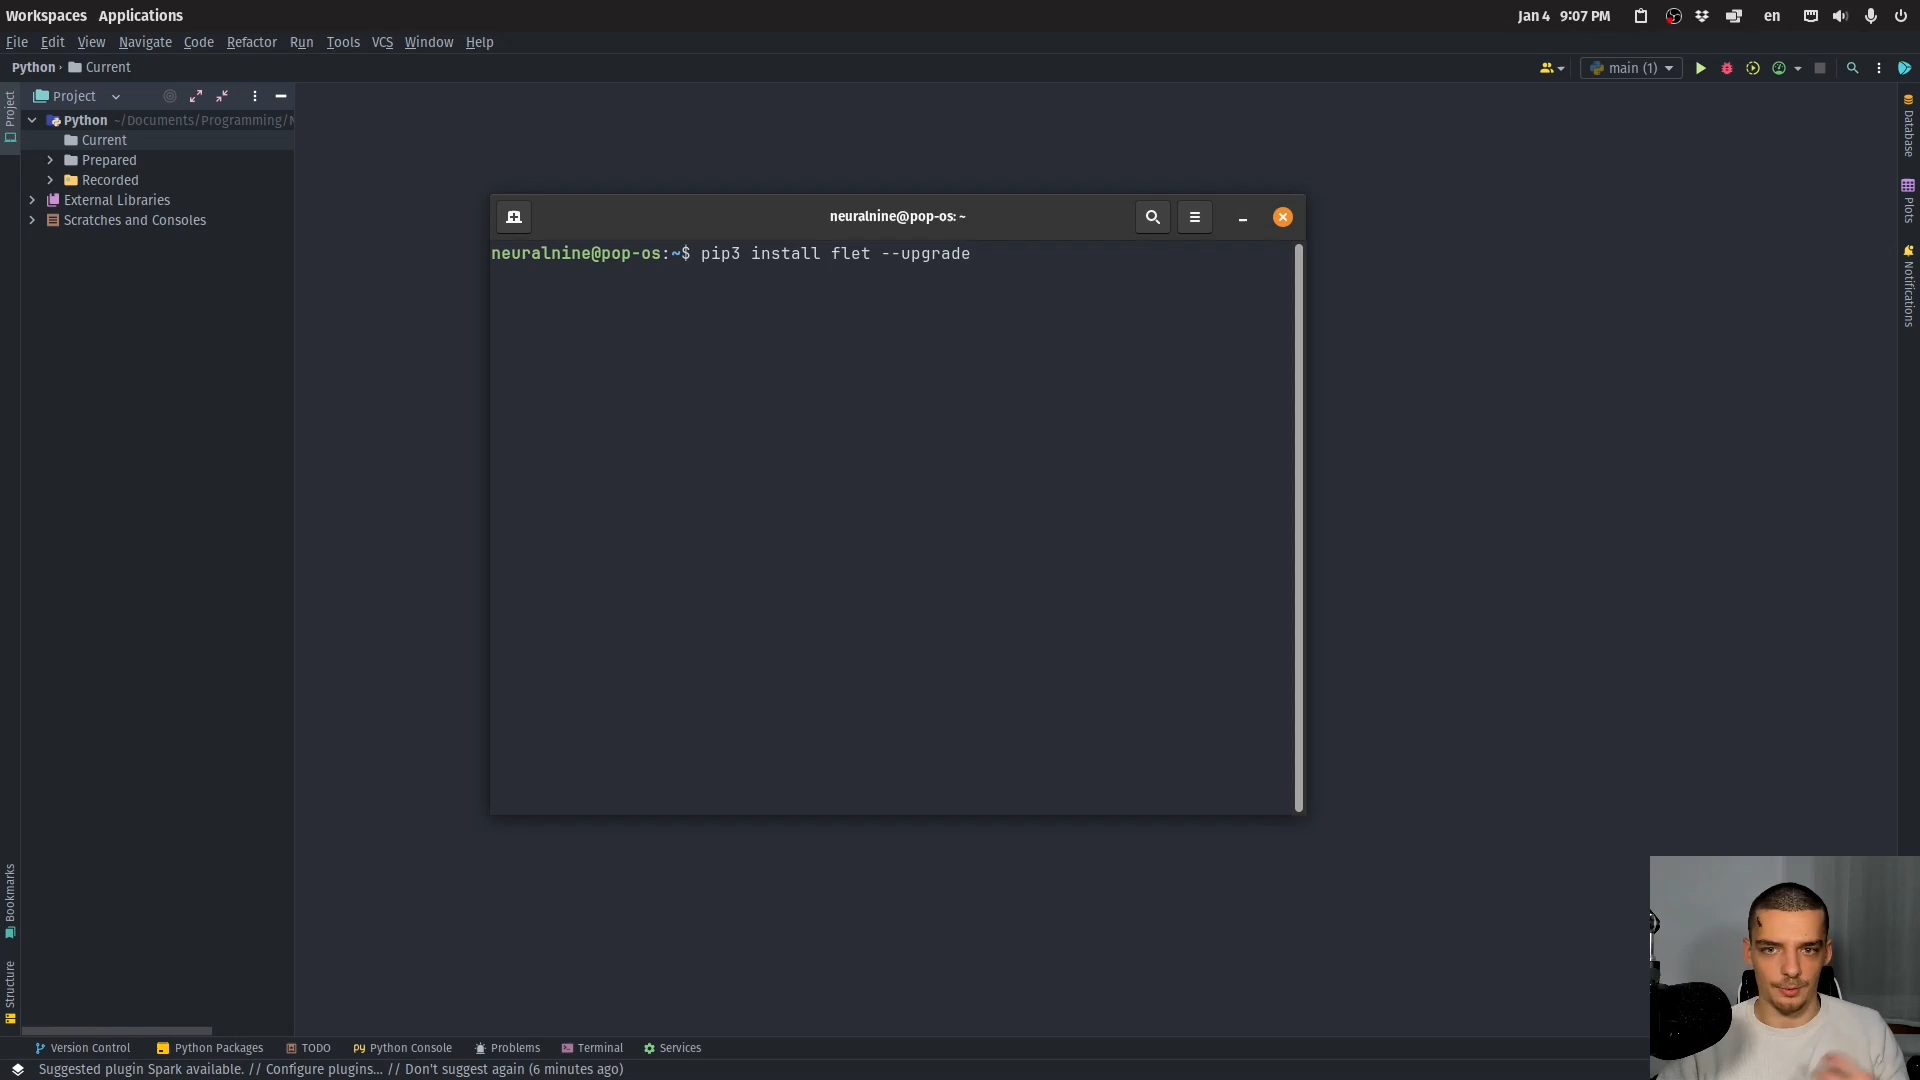 Workspaces Applications
Jan 4 9:07 PM
en
File Edit View Navigate Code Refactor Run Tools VCS Window Help
Python › Current
main (1)
Project
Project
Python ~/Documents/Programming/N
Current
Prepared
Recorded
External Libraries
Scratches and Consoles
neuralnine@pop-os: ~
neuralnine@pop-os:~$ pip3 install flet --upgrade
Database
Plots
Notifications
Bookmarks
Structure
Version Control Python Packages TODO Python Console Problems Terminal Services
Suggested plugin Spark available. // Configure plugins... // Don't suggest again (6 minutes ago)